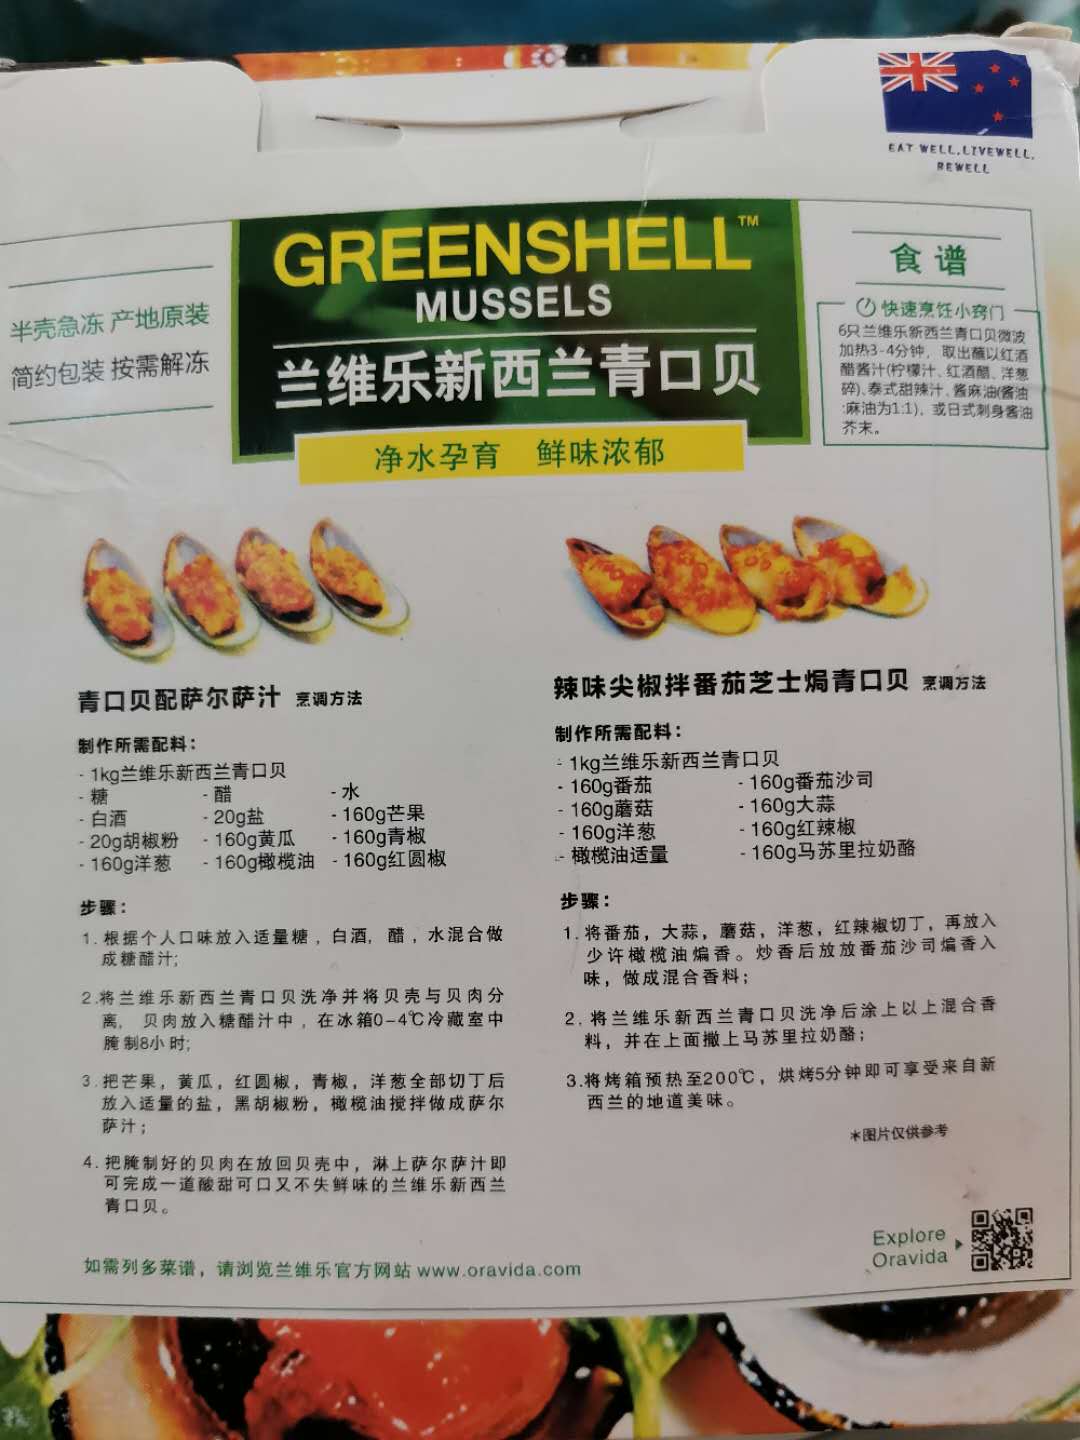 EAT WELL.LIVEWELL.
REWELL
GREENSHELL™
MUSSELS
兰维乐新西兰青口贝
净水孕育 鲜味浓郁
半壳急冻 产地原装
简约包装 按需解冻
食谱
快速烹饪小窍门
6只兰维乐新西兰青口贝微波
加热3-4分钟，取出蘸以红酒
醋酱汁(柠檬汁、红酒醋、洋葱
碎)、泰式甜辣汁、酱麻油(酱油
:麻油为1:1)，或日式刺身酱油
芥末。
青口贝配萨尔萨汁 烹调方法
制作所需配料：
- 1kg兰维乐新西兰青口贝
- 糖 - 醋 - 水
- 白酒 - 20g盐 - 160g芒果
- 20g胡椒粉 - 160g黄瓜 - 160g青椒
- 160g洋葱 - 160g橄榄油 - 160g红圆椒
步骤：
1. 根据个人口味放入适量糖，白酒，醋，水混合做
成糖醋汁;
2.将兰维乐新西兰青口贝洗净并将贝壳与贝肉分
离，贝肉放入糖醋汁中，在冰箱0-4℃冷藏室中
腌制8小时;
3. 把芒果，黄瓜，红圆椒，青椒，洋葱全部切丁后
放入适量的盐，黑胡椒粉，橄榄油搅拌做成萨尔
萨汁；
4. 把腌制好的贝肉在放回贝壳中，淋上萨尔萨汁即
可完成一道酸甜可口又不失鲜味的兰维乐新西兰
青口贝。
辣味尖椒拌番茄芝士焗青口贝 烹调方法
制作所需配料：
- 1kg兰维乐新西兰青口贝
- 160g番茄 - 160g番茄沙司
- 160g蘑菇 - 160g大蒜
- 160g洋葱 - 160g红辣椒
- 橄榄油适量 - 160g马苏里拉奶酪
步骤：
1. 将番茄，大蒜，蘑菇，洋葱，红辣椒切丁，再放入
少许橄榄油煸香。炒香后放放番茄沙司煸香入
味，做成混合香料；
2. 将兰维乐新西兰青口贝洗净后涂上以上混合香
料，并在上面撒上马苏里拉奶酪；
3.将烤箱预热至200℃，烘烤5分钟即可享受来自新
西兰的地道美味。
*图片仅供参考
Explore
Oravida
如需列多菜谱，请浏览兰维乐官方网站 www.oravida.com